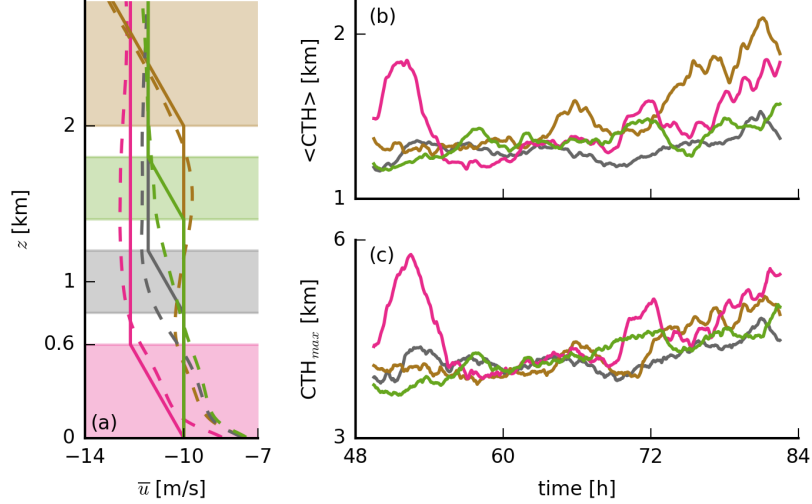 (a)
z [km]
2
1
0.6
0
−14
−10
−7
u̅ [m/s]
(b)
<CTH> [km]
2
1
(c)
CTHmax [km]
6
3
48
60
72
84
time [h]